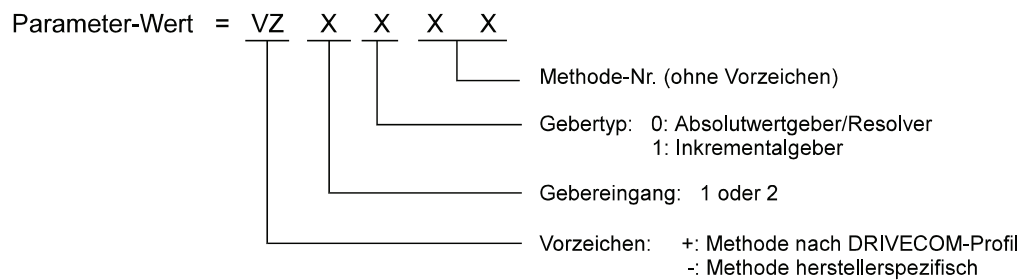 Parameter-Wert = VZ X X X X
Methode-Nr. (ohne Vorzeichen)
Gebertyp: 0: Absolutwertgeber/Resolver
1: Inkrementalgeber
Gebereingang: 1 oder 2
Vorzeichen: +: Methode nach DRIVECOM-Profil
-: Methode herstellerspezifisch